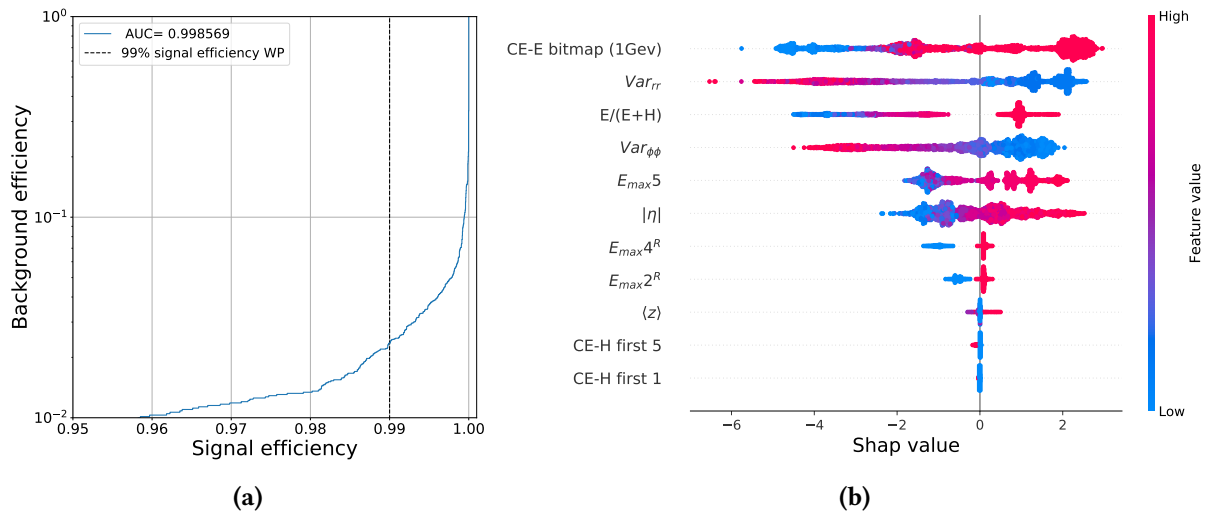 AUC= 0.998569
99% signal efficiency WP
Background efficiency
10⁰
10⁻¹
10⁻²
0.95 0.96 0.97 0.98 0.99 1.00
Signal efficiency
(a)
CE-E bitmap (1Gev)
Var_rr
E/(E+H)
Var_ϕϕ
E_max5
|η|
E_max4^R
E_max2^R
⟨z⟩
CE-H first 5
CE-H first 1
−6 −4 −2 0 2
Shap value
High
Feature value
Low
(b)